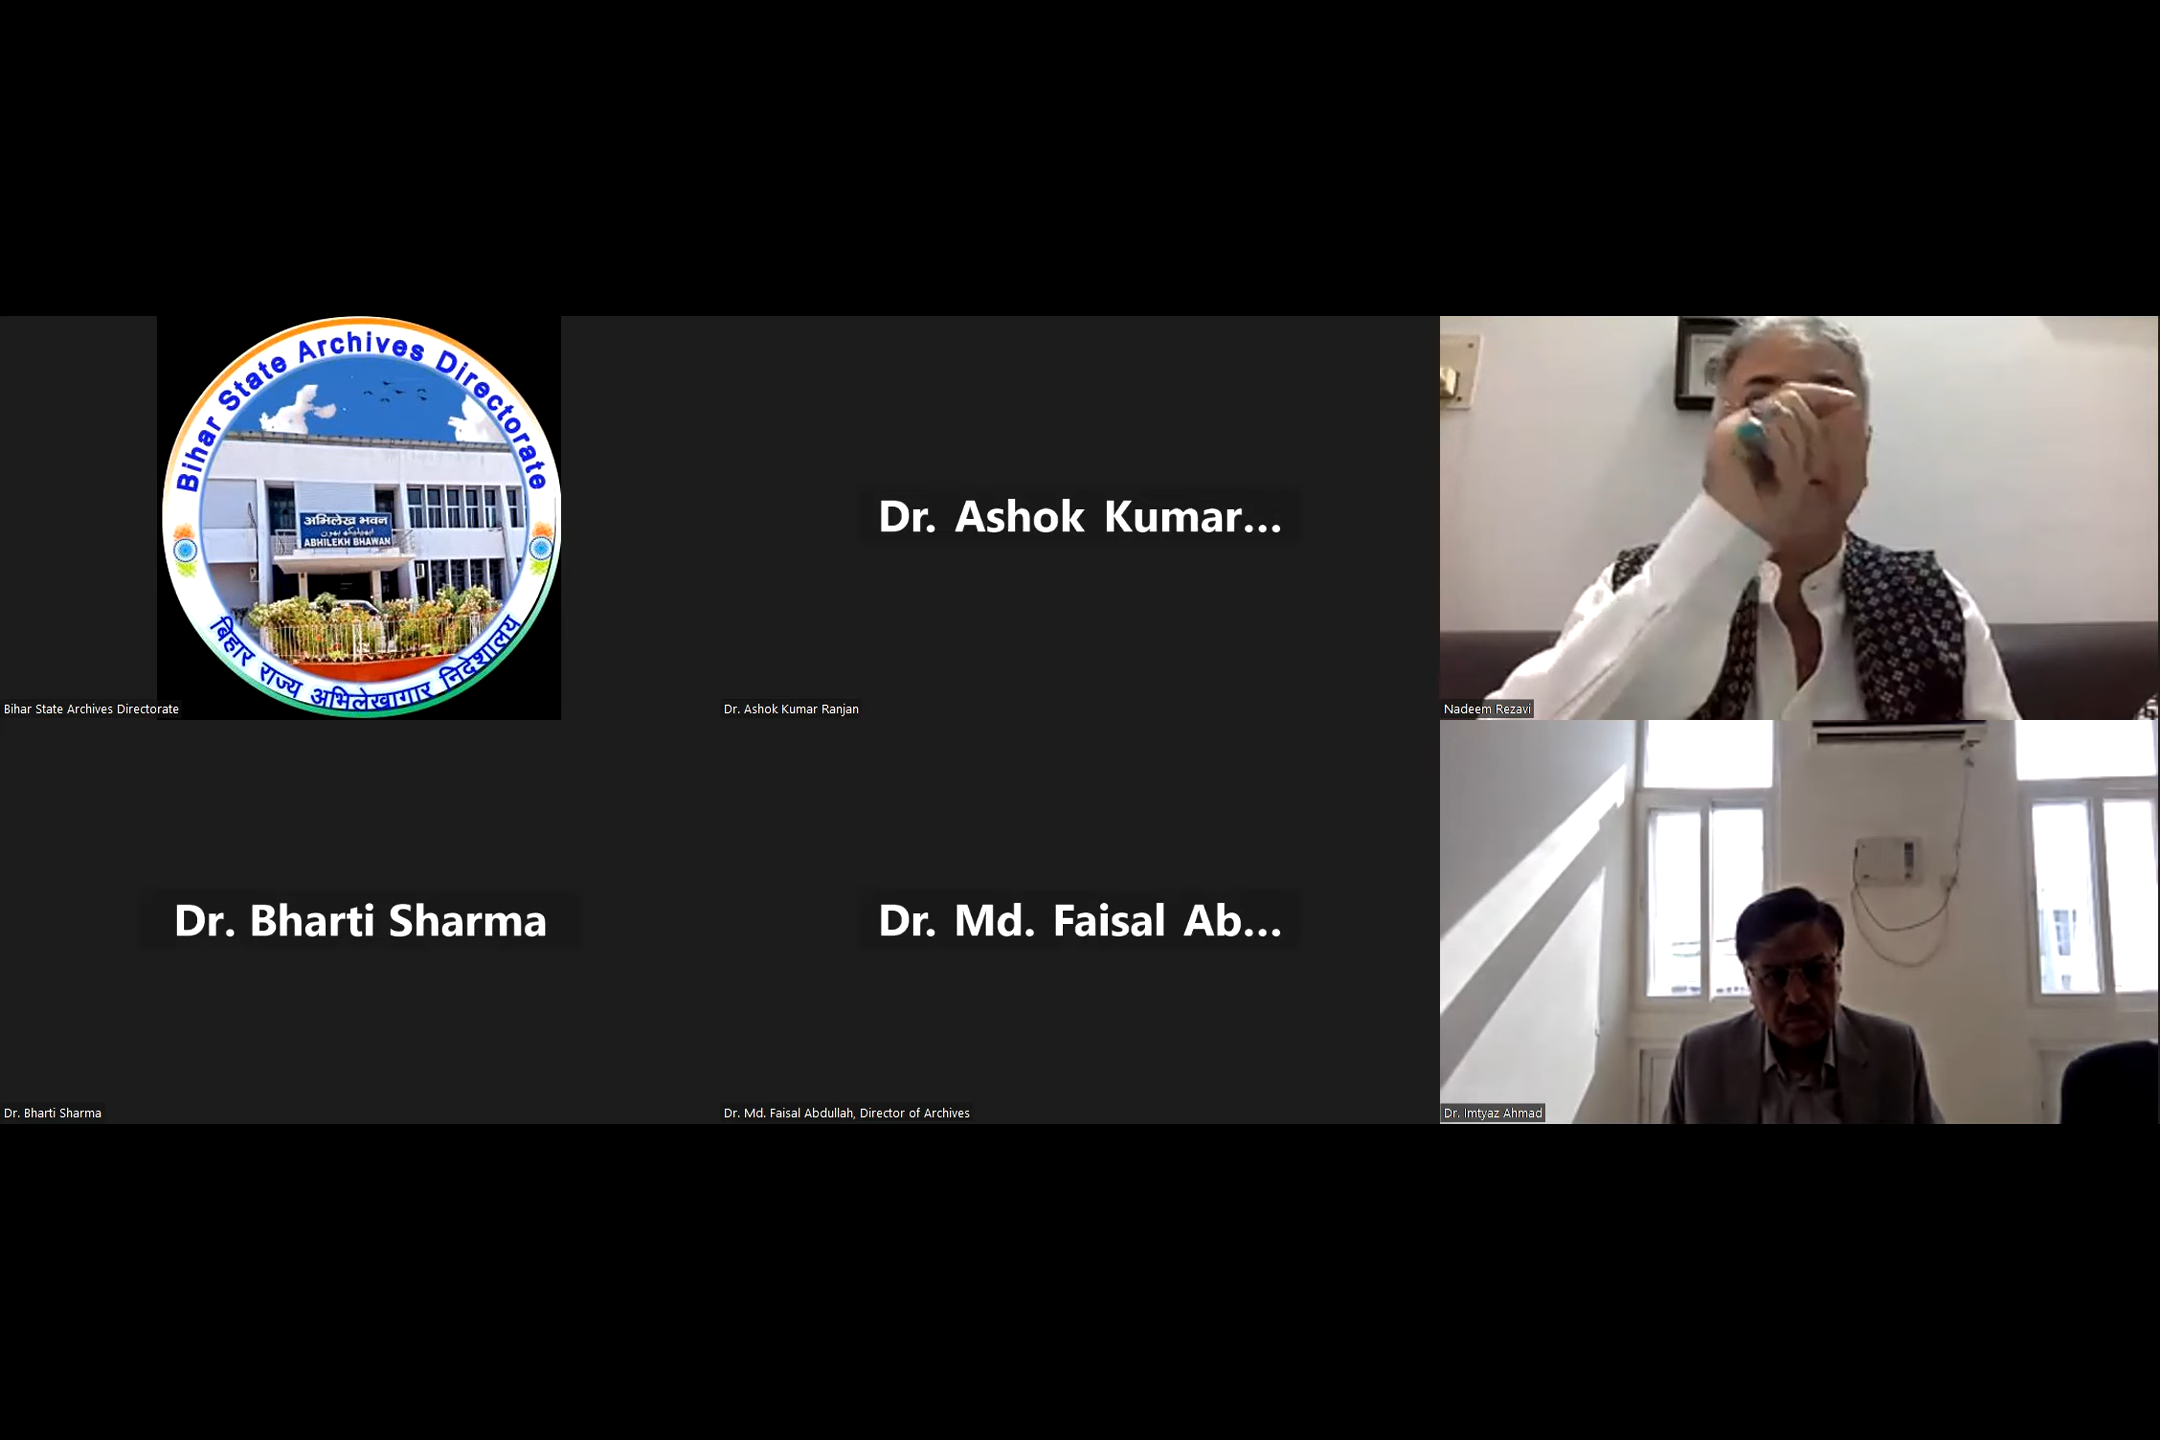 Bihar State Archives Directorate
अभिलेख भवन
ABHILEKH BHAWAN
बिहार राज्य अभिलेखागार निदेशालय
Bihar State Archives Directorate
Dr. Ashok Kumar...
Dr. Ashok Kumar Ranjan
Nadeem Rezavi
Dr. Bharti Sharma
Dr. Bharti Sharma
Dr. Md. Faisal Ab...
Dr. Md. Faisal Abdullah, Director of Archives
Dr. Imtyaz Ahmad